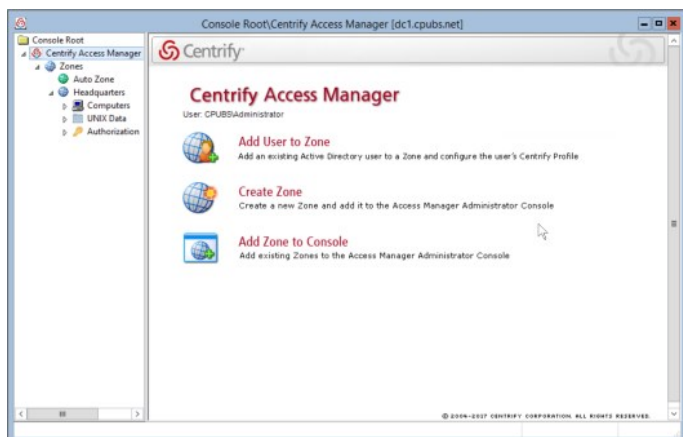 Console Root\Centrify Access Manager [dc1.cpubs.net]
Console Root
Centrify Access Manager
Zones
Auto Zone
Headquarters
Computers
UNIX Data
Authorization
Centrify
Centrify Access Manager
User: CPUBS\Administrator
Add User to Zone
Add an existing Active Directory user to a Zone and configure the user's Centrify Profile
Create Zone
Create a new Zone and add it to the Access Manager Administrator Console
Add Zone to Console
Add existing Zones to the Access Manager Administrator Console
© 2004-2017 CENTRIFY CORPORATION. ALL RIGHTS RESERVED.